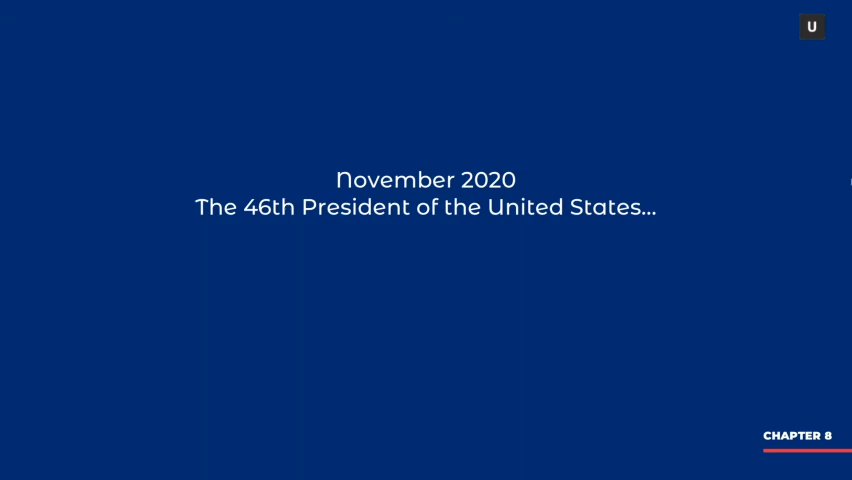 U
November 2020
The 46th President of the United States...
CHAPTER 8